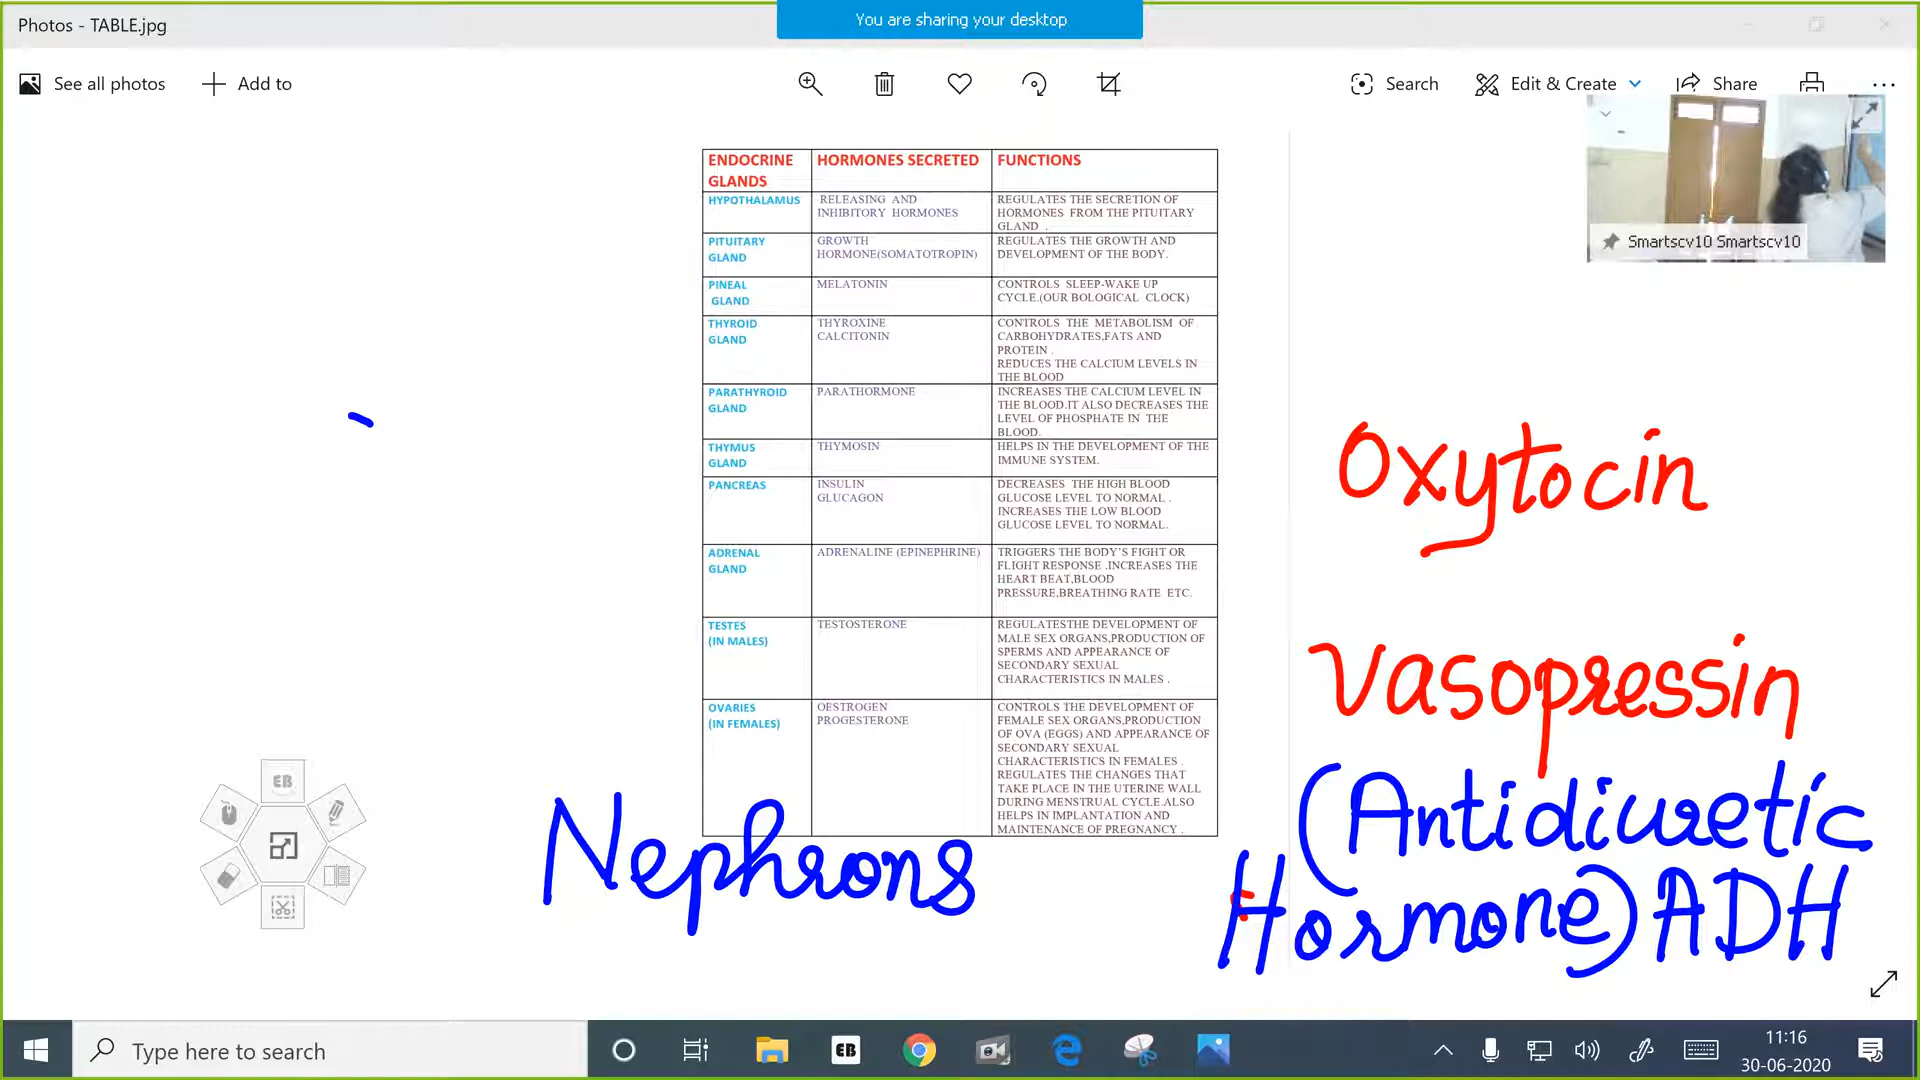 You are sharing your desktop
Photos - TABLE.jpg
See all photos
Add to
Search
Edit & Create
Share
Smartscv10 Smartscv10
ENDOCRINE GLANDS
HORMONES SECRETED
FUNCTIONS
HYPOTHALAMUS
RELEASING AND
INHIBITORY HORMONES
REGULATES THE SECRETION OF
HORMONES FROM THE PITUITARY
GLAND .
PITUITARY
GLAND
GROWTH
HORMONE(SOMATOTROPIN)
REGULATES THE GROWTH AND
DEVELOPMENT OF THE BODY.
PINEAL
GLAND
MELATONIN
CONTROLS SLEEP-WAKE UP
CYCLE.(OUR BOLOGICAL CLOCK)
THYROID
GLAND
THYROXINE
CALCITONIN
CONTROLS THE METABOLISM OF
CARBOHYDRATES,FATS AND
PROTEIN .
REDUCES THE CALCIUM LEVELS IN
THE BLOOD
PARATHYROID
GLAND
PARATHORMONE
INCREASES THE CALCIUM LEVEL IN
THE BLOOD.IT ALSO DECREASES THE
LEVEL OF PHOSPHATE IN THE
BLOOD.
THYMUS
GLAND
THYMOSIN
HELPS IN THE DEVELOPMENT OF THE
IMMUNE SYSTEM.
PANCREAS
INSULIN
GLUCAGON
DECREASES THE HIGH BLOOD
GLUCOSE LEVEL TO NORMAL .
INCREASES THE LOW BLOOD
GLUCOSE LEVEL TO NORMAL.
ADRENAL
GLAND
ADRENALINE (EPINEPHRINE)
TRIGGERS THE BODY'S FIGHT OR
FLIGHT RESPONSE .INCREASES THE
HEART BEAT,BLOOD
PRESSURE,BREATHING RATE ETC.
TESTES
(IN MALES)
TESTOSTERONE
REGULATESTHE DEVELOPMENT OF
MALE SEX ORGANS,PRODUCTION OF
SPERMS AND APPEARANCE OF
SECONDARY SEXUAL
CHARACTERISTICS IN MALES .
OVARIES
(IN FEMALES)
OESTROGEN
PROGESTERONE
CONTROLS THE DEVELOPMENT OF
FEMALE SEX ORGANS,PRODUCTION
OF OVA (EGGS) AND APPEARANCE OF
SECONDARY SEXUAL
CHARACTERISTICS IN FEMALES .
REGULATES THE CHANGES THAT
TAKE PLACE IN THE UTERINE WALL
DURING MENSTRUAL CYCLE.ALSO
HELPS IN IMPLANTATION AND
MAINTENANCE OF PREGNANCY .
Oxytocin
Vasopressin
(Antidiuretic
Hormone) ADH
Nephrons
EB
Type here to search
EB
11:16
30-06-2020